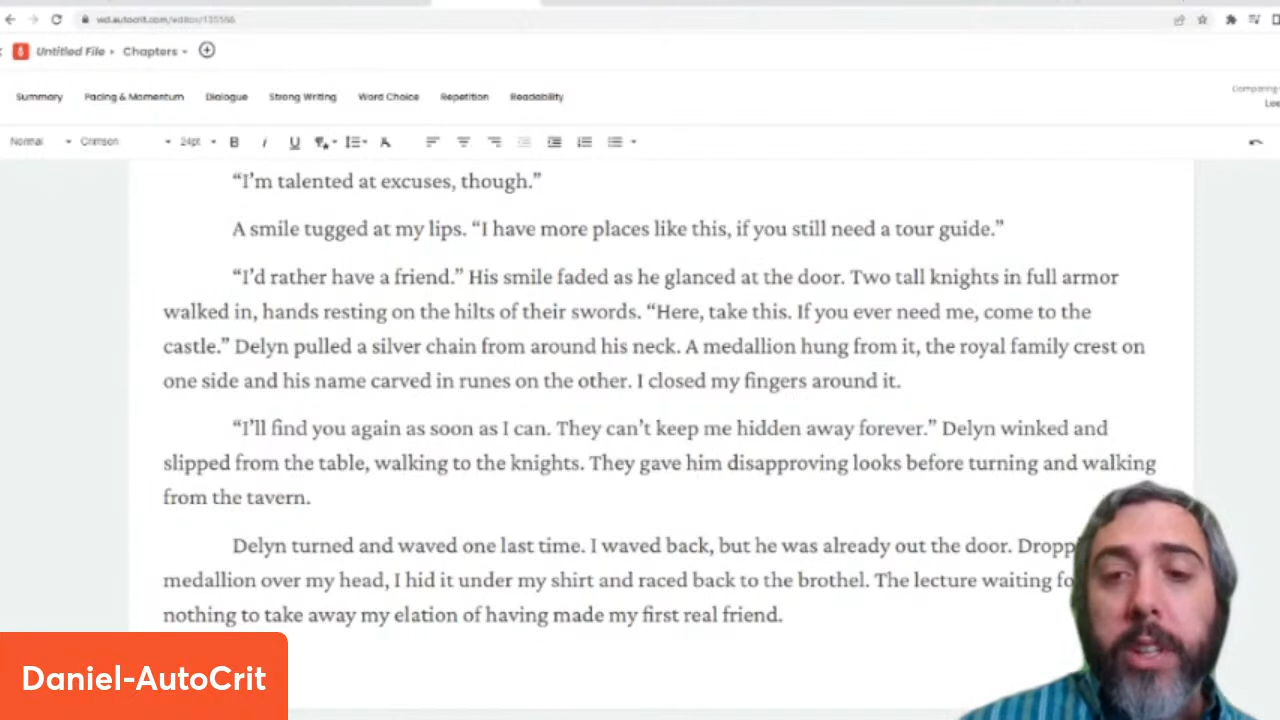 wd.autocrit.com/editor/135566
Untitled File Chapters
Summary Pacing & Momentum Dialogue Strong Writing Word Choice Repetition Readability
Comparing
Lee
Normal Crimson 24pt B I U
“I’m talented at excuses, though.”
A smile tugged at my lips. “I have more places like this, if you still need a tour guide.”
“I’d rather have a friend.” His smile faded as he glanced at the door. Two tall knights in full armor
walked in, hands resting on the hilts of their swords. “Here, take this. If you ever need me, come to the
castle.” Delyn pulled a silver chain from around his neck. A medallion hung from it, the royal family crest on
one side and his name carved in runes on the other. I closed my fingers around it.
“I’ll find you again as soon as I can. They can’t keep me hidden away forever.” Delyn winked and
slipped from the table, walking to the knights. They gave him disapproving looks before turning and walking
from the tavern.
Delyn turned and waved one last time. I waved back, but he was already out the door. Dropp
medallion over my head, I hid it under my shirt and raced back to the brothel. The lecture waiting fo
nothing to take away my elation of having made my first real friend.
Daniel-AutoCrit